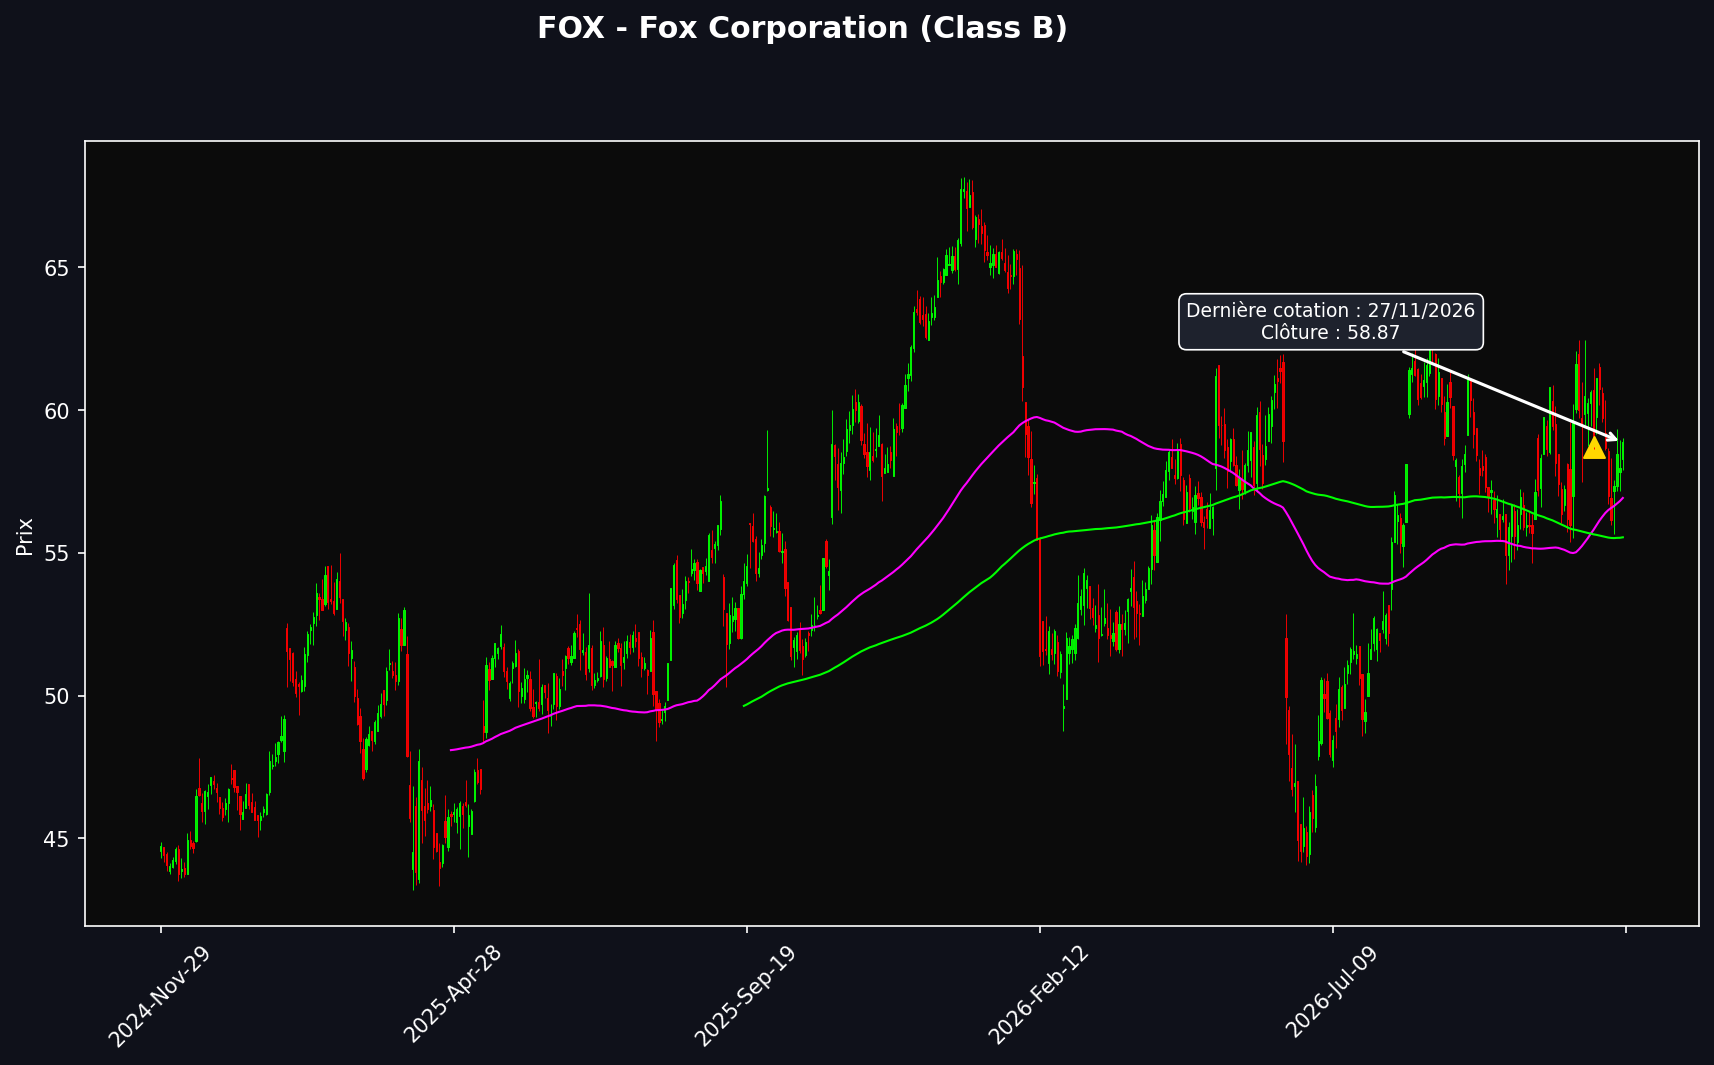 FOX - Fox Corporation (Class B)
Prix
65
60
55
50
45
Dernière cotation : 27/11/2026
Clôture : 58.87
2024-Nov-29
2025-Apr-28
2025-Sep-19
2026-Feb-12
2026-Jul-09